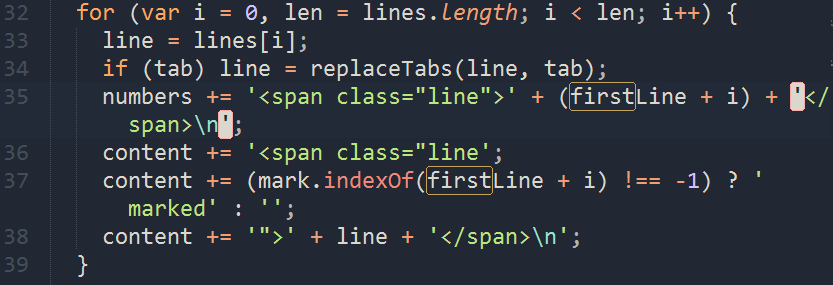 32 for (var i = 0, len = lines.length; i < len; i++) {
33 line = lines[i];
34 if (tab) line = replaceTabs(line, tab);
35 numbers += '<span class="line">' + (firstLine + i) + '</
span>\n';
36 content += '<span class="line';
37 content += (mark.indexOf(firstLine + i) !== -1) ? '
marked' : '';
38 content += '">' + line + '</span>\n';
39 }